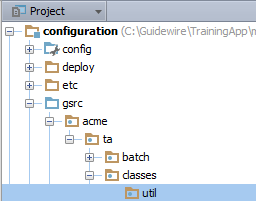 Project
configuration (C:\Guidewire\TrainingApp\m
config
deploy
etc
gsrc
acme
ta
batch
classes
util